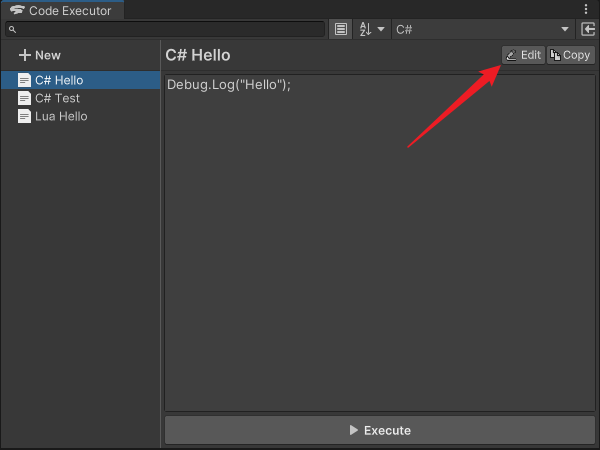 Code Executor
C#
New
C# Hello
C# Test
Lua Hello
C# Hello
Edit
Copy
Debug.Log("Hello");
Execute